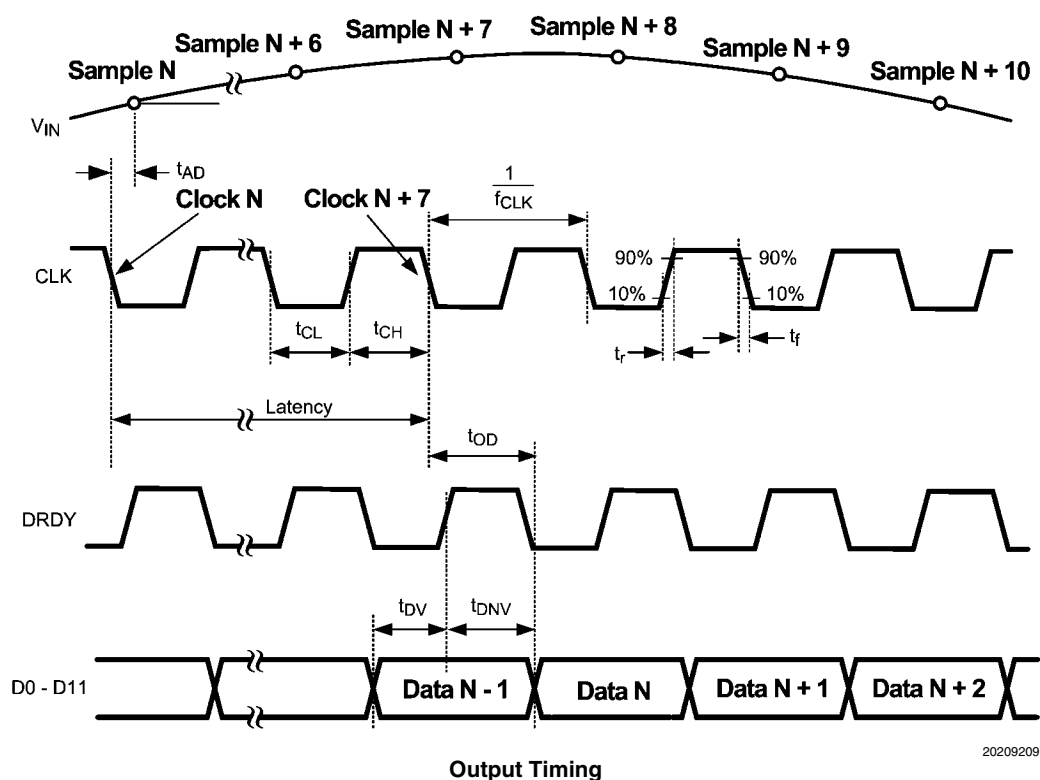 Sample N
Sample N + 6
Sample N + 7
Sample N + 8
Sample N + 9
Sample N + 10
VIN
tAD
Clock N
Clock N + 7
1
fCLK
CLK
90%
90%
10%
10%
tCL
tCH
tr
tf
Latency
tOD
DRDY
tDV
tDNV
D0 - D11
Data N - 1
Data N
Data N + 1
Data N + 2
20209209
Output Timing